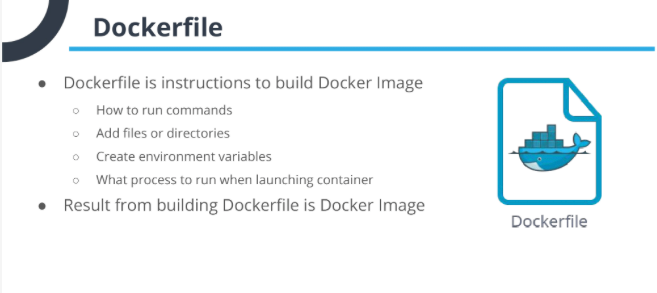 Dockerfile
● Dockerfile is instructions to build Docker Image
○ How to run commands
○ Add files or directories
○ Create environment variables
○ What process to run when launching container
● Result from building Dockerfile is Docker Image
Dockerfile